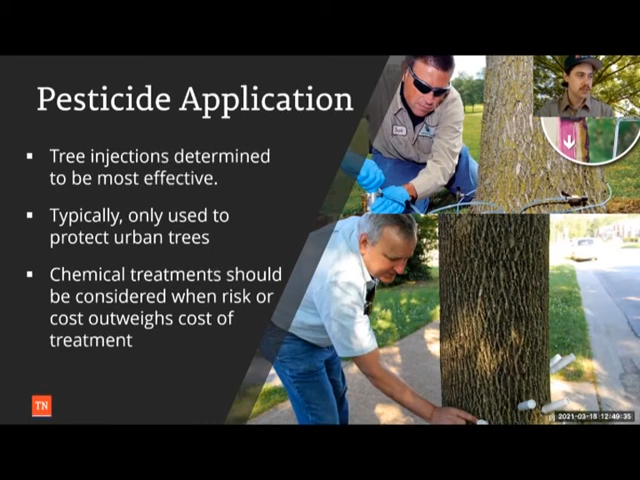 Pesticide Application
▪ Tree injections determined
to be most effective.
▪ Typically, only used to
protect urban trees
▪ Chemical treatments should
be considered when risk or
cost outweighs cost of
treatment
TN
2021-03-18 12:49:35